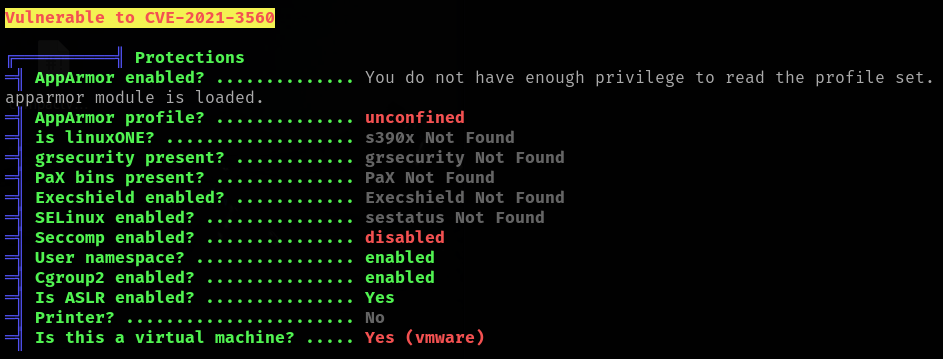 Vulnerable to CVE-2021-3560
╔══════════╣ Protections
═╣ AppArmor enabled? .............. You do not have enough privilege to read the profile set.
apparmor module is loaded.
═╣ AppArmor profile? .............. unconfined
═╣ is linuxONE? ................... s390x Not Found
═╣ grsecurity present? ............ grsecurity Not Found
═╣ PaX bins present? .............. PaX Not Found
═╣ Execshield enabled? ............ Execshield Not Found
═╣ SELinux enabled? ............... sestatus Not Found
═╣ Seccomp enabled? ............... disabled
═╣ User namespace? ................ enabled
═╣ Cgroup2 enabled? ............... enabled
═╣ Is ASLR enabled? ............... Yes
═╣ Printer? ....................... No
═╣ Is this a virtual machine? ..... Yes (vmware)